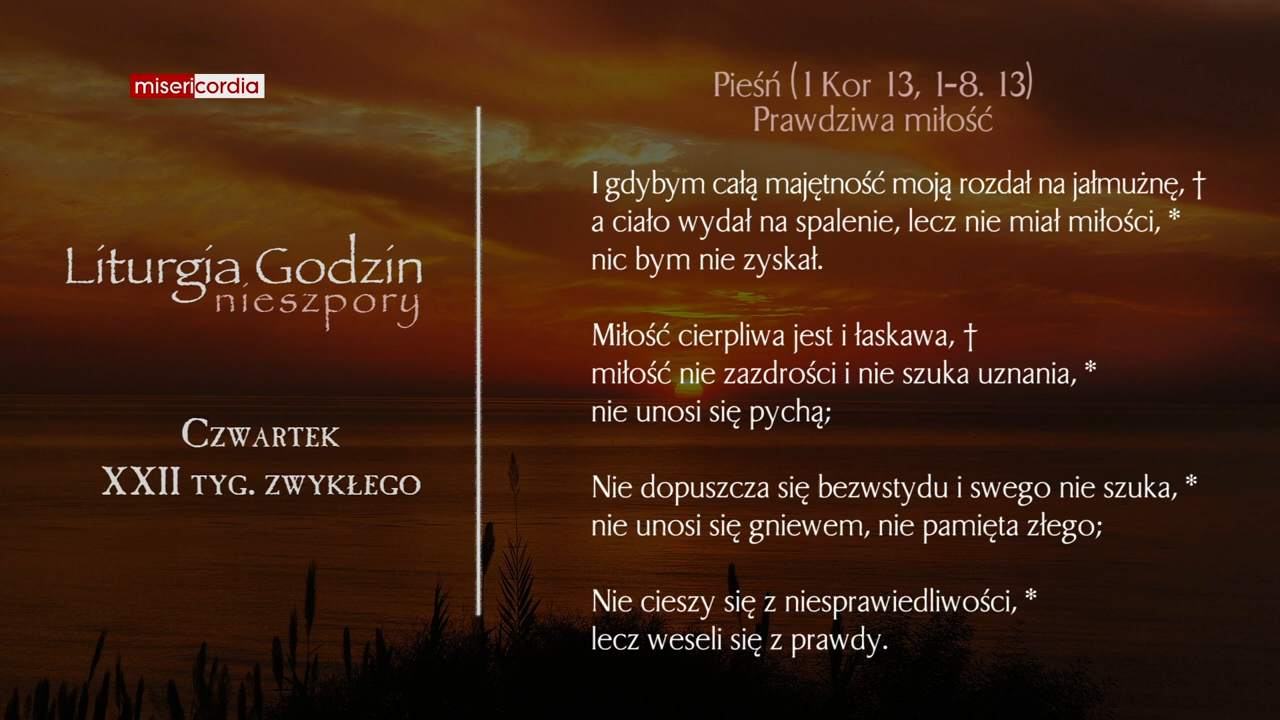 misericordia
Liturgia Godzin
nieszpory
Czwartek
XXII tyg. zwykłego
Pieśń (1 Kor 13, 1-8. 13)
Prawdziwa miłość
I gdybym całą majętność moją rozdał na jałmużnę, †
a ciało wydał na spalenie, lecz nie miał miłości, *
nic bym nie zyskał.
Miłość cierpliwa jest i łaskawa, †
miłość nie zazdrości i nie szuka uznania, *
nie unosi się pychą;
Nie dopuszcza się bezwstydu i swego nie szuka, *
nie unosi się gniewem, nie pamięta złego;
Nie cieszy się z niesprawiedliwości, *
lecz weseli się z prawdy.